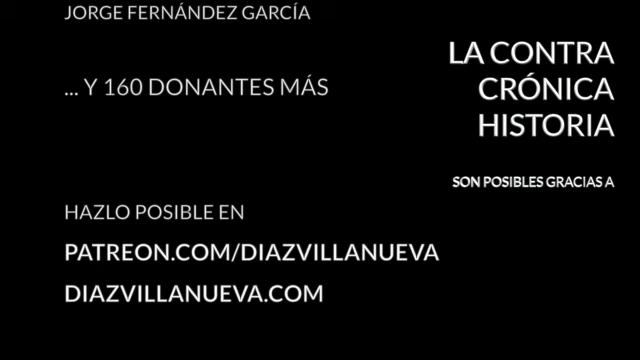 JORGE FERNÁNDEZ GARCÍA
... Y 160 DONANTES MÁS
HAZLO POSIBLE EN
PATREON.COM/DIAZVILLANUEVA
DIAZVILLANUEVA.COM
LA CONTRA
CRÓNICA
HISTORIA
SON POSIBLES GRACIAS A